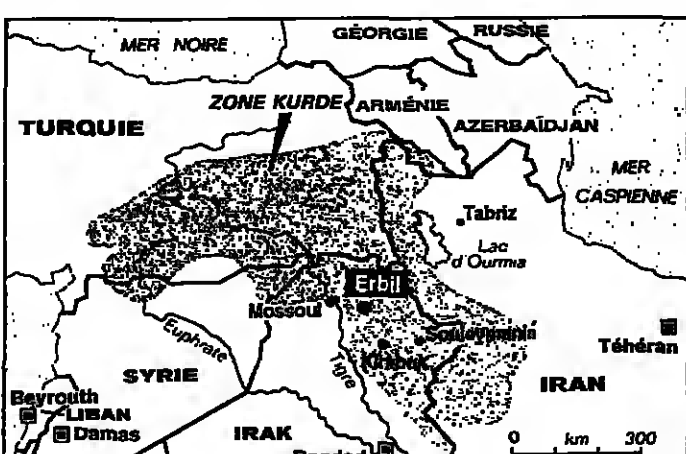 MER NOIRE
GÉORGIE
RUSSIE
ZONE KURDE
ARMÉNIE
TURQUIE
AZERBAÏDJAN
MER
CASPIENNE
Tabriz
Lac
d'Ourmia
Erbil
Mossoul
Euphrate
Tigre
Kirkouk
Téhéran
SYRIE
IRAN
Beyrouth
LIBAN
Damas
IRAK
0 km 300